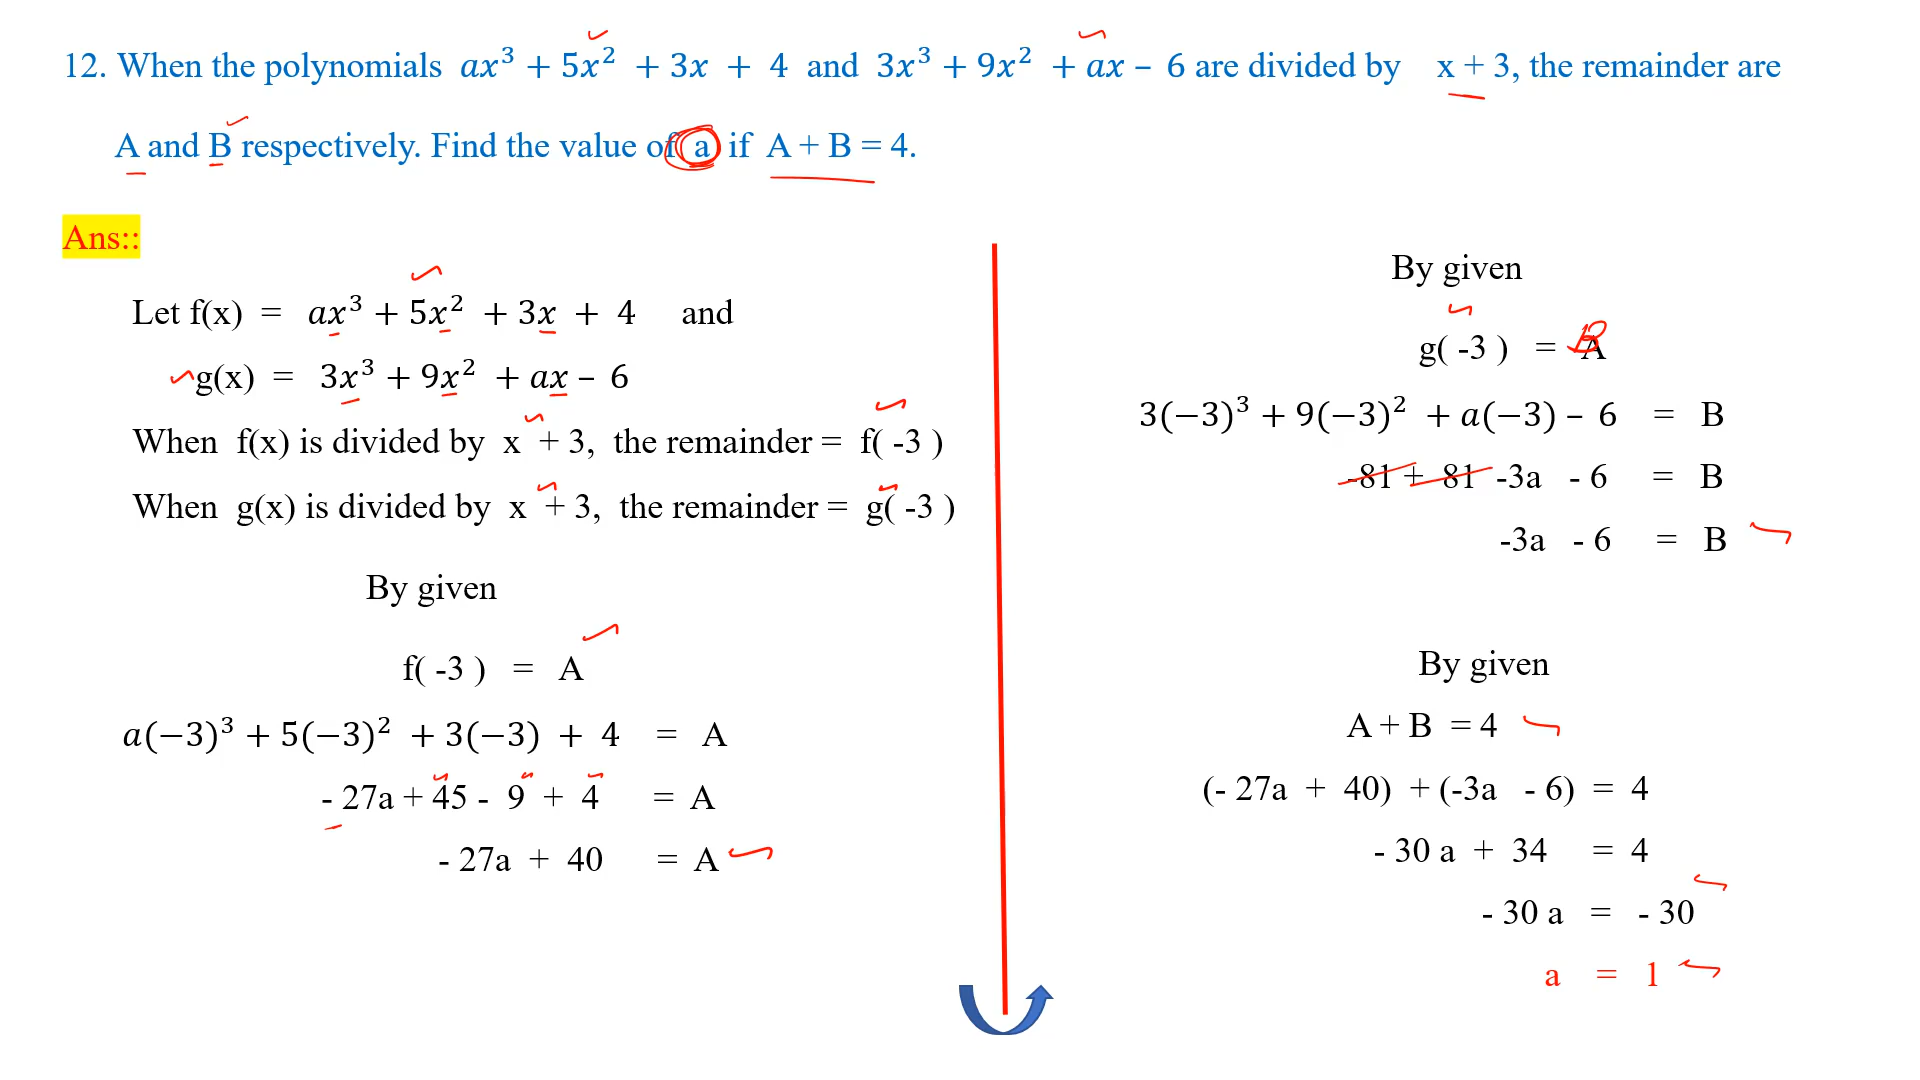 12. When the polynomials ax³ + 5x² + 3x + 4 and 3x³ + 9x² + ax – 6 are divided by x + 3, the remainder are
A and B respectively. Find the value of a if A + B = 4.
Ans::
Let f(x) = ax³ + 5x² + 3x + 4 and
g(x) = 3x³ + 9x² + ax – 6
When f(x) is divided by x + 3, the remainder = f( -3 )
When g(x) is divided by x + 3, the remainder = g( -3 )
By given
f( -3 ) = A
a(−3)³ + 5(−3)² + 3(−3) + 4 = A
- 27a + 45 - 9 + 4 = A
- 27a + 40 = A
By given
g( -3 ) = A B
3(−3)³ + 9(−3)² + a(−3) – 6 = B
-81 + 81 -3a - 6 = B
-3a - 6 = B
By given
A + B = 4
(- 27a + 40) + (-3a - 6) = 4
- 30 a + 34 = 4
- 30 a = - 30
a = 1